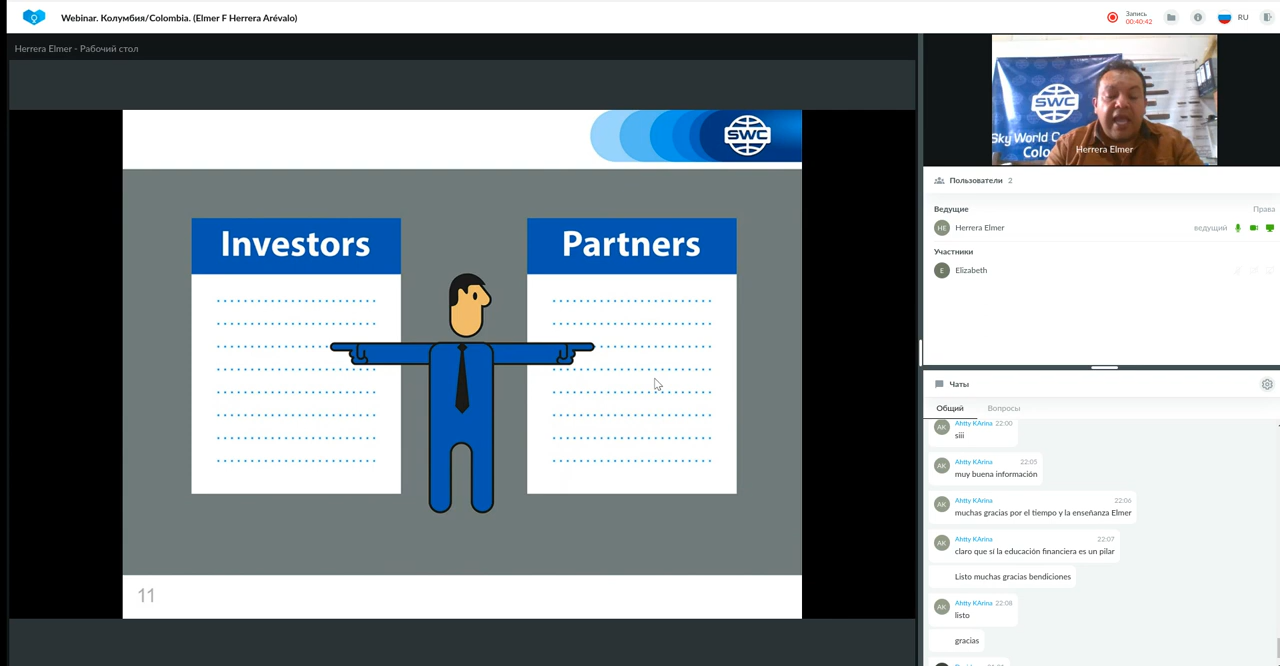 Webinar. Колумбия/Colombia. (Elmer F Herrera Arévalo)
Запись
00:40:42
RU
Herrera Elmer - Рабочий стол
SWC
Investors
Partners
11
SWC
Sky World C
Colo
Herrera Elmer
Пользователи 2
Ведущие
Права
HE
Herrera Elmer
ведущий
Участники
E
Elizabeth
Чаты
Общий
Вопросы
AK
Ahtty KArina 22:00
siii
AK
Ahtty KArina 22:05
muy buena información
AK
Ahtty KArina 22:06
muchas gracias por el tiempo y la enseñanza Elmer
AK
Ahtty KArina 22:07
claro que sí la educación financiera es un pilar
Listo muchas gracias bendiciones
AK
Ahtty KArina 22:08
listo
gracias